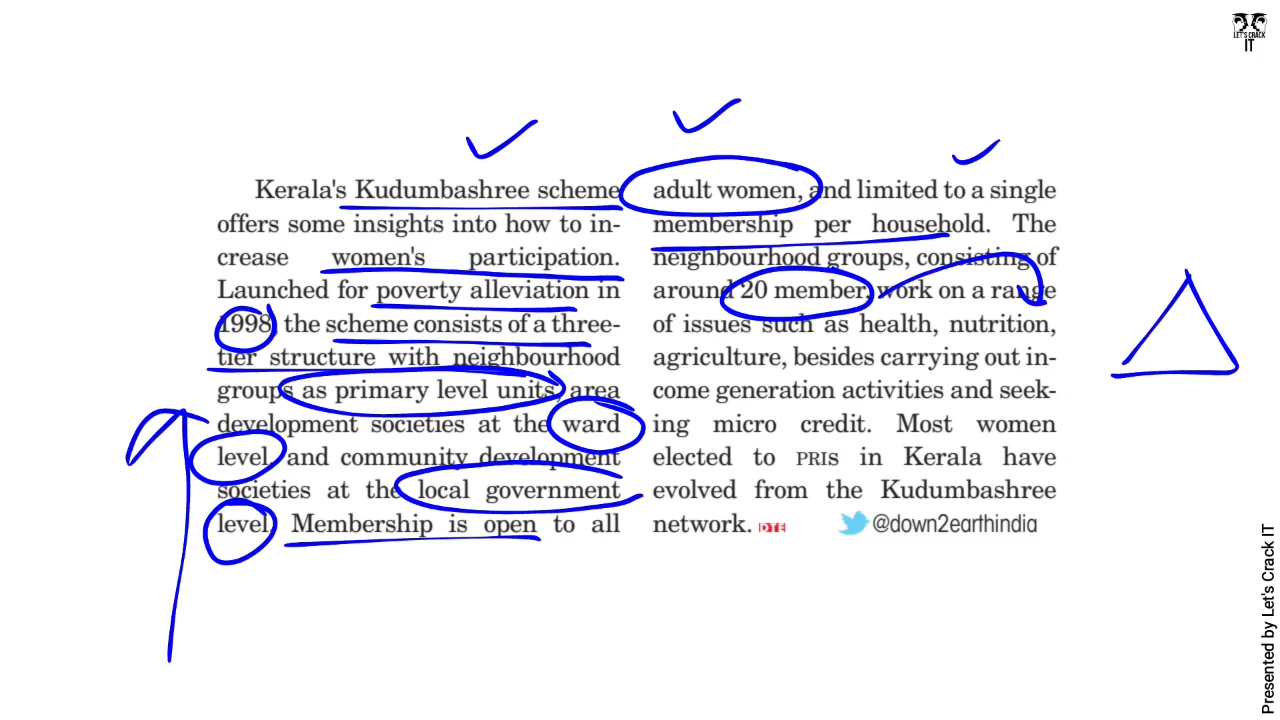 LET'S CRACK
IT
Kerala's Kudumbashree scheme
offers some insights into how to in-
crease women's participation.
Launched for poverty alleviation in
1998, the scheme consists of a three-
tier structure with neighbourhood
groups as primary level units, area
development societies at the ward
level, and community development
societies at the local government
level. Membership is open to all
adult women, and limited to a single
membership per household. The
neighbourhood groups, consisting of
around 20 member, work on a range
of issues such as health, nutrition,
agriculture, besides carrying out in-
come generation activities and seek-
ing micro credit. Most women
elected to PRIS in Kerala have
evolved from the Kudumbashree
network. DTE
@down2earthindia
Presented by Let's Crack IT